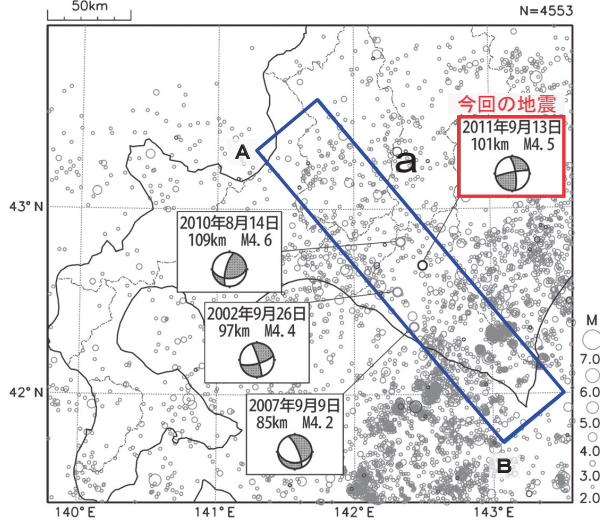 50km
N=4553
今回の地震
2011年9月13日
101km M4.5
A
a
43°N
2010年8月14日
109km M4.6
2002年9月26日
97km M4.4
M
7.0
42°N
6.0
2007年9月9日
85km M4.2
5.0
4.0
B
3.0
2.0
140°E
141°E
142°E
143°E